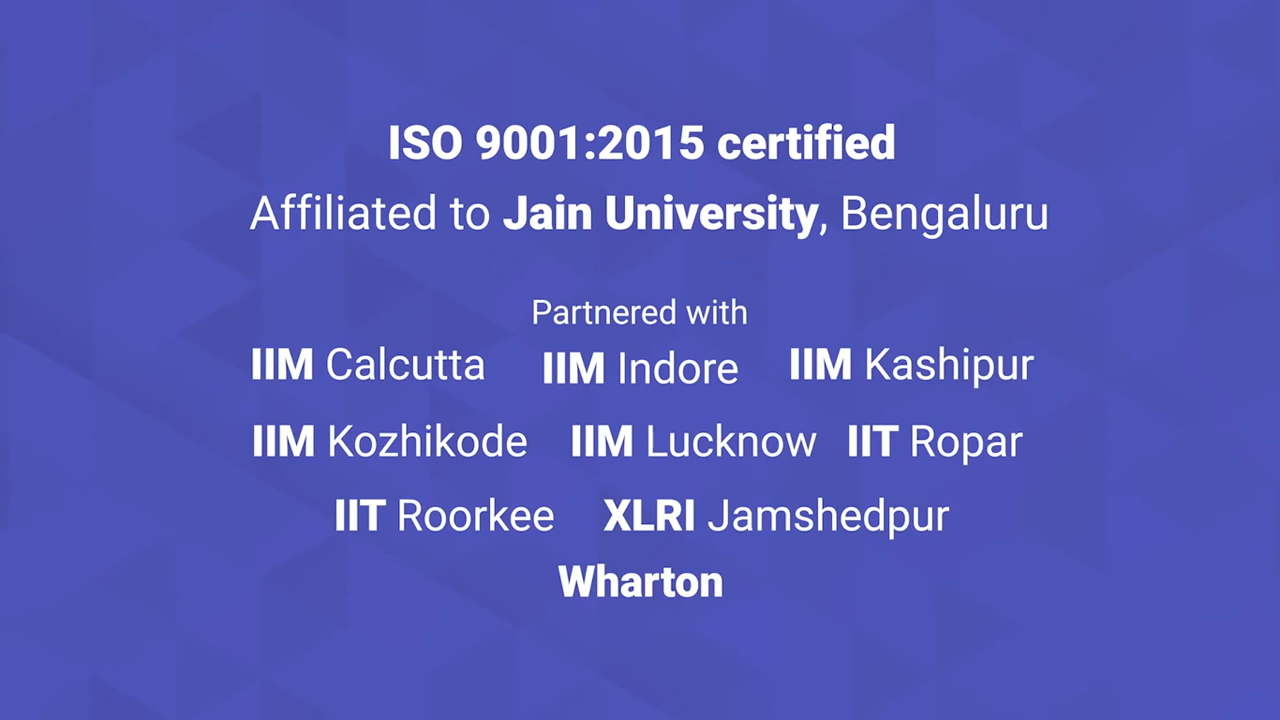 ISO 9001:2015 certified
Affiliated to Jain University, Bengaluru
Partnered with
IIM Calcutta IIM Indore IIM Kashipur
IIM Kozhikode IIM Lucknow IIT Ropar
IIT Roorkee XLRI Jamshedpur
Wharton